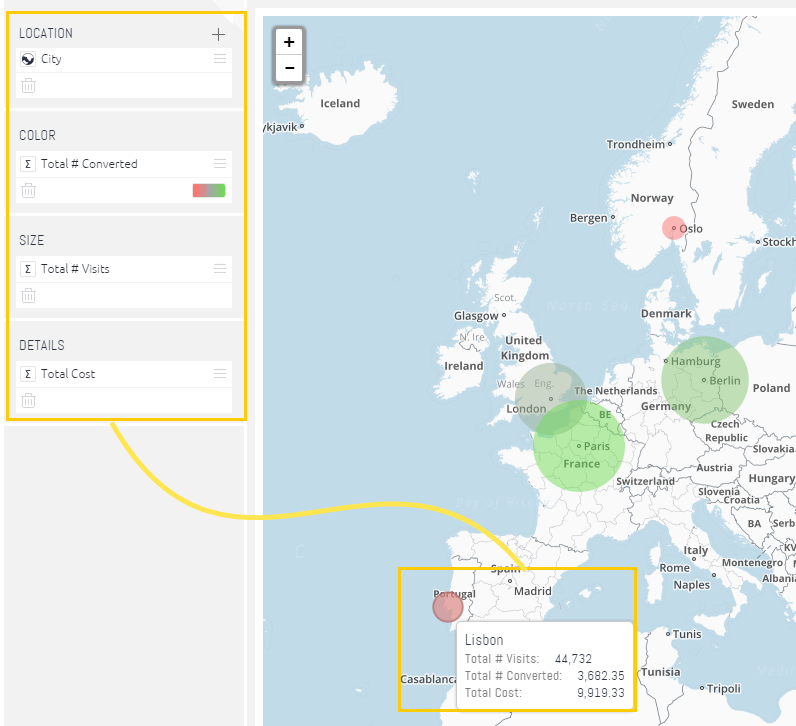 LOCATION
City
COLOR
Σ Total # Converted
SIZE
Σ Total # Visits
DETAILS
Σ Total Cost
+
−
Iceland
ykjavik
Sweden
Trondheim
Norway
Bergen
Oslo
Stockh
Scot.
North Sea
Glasgow
Denmark
N. Ire.
United
Kingdom
Ireland
Hamburg
Wales
Eng.
The Netherlands
Berlin
Poland
London
BE
Germany
Czech
Republic
Paris
France
Slovakia
Austria
Switzerland
Hungary
Slovenia
Croatia
BA
Serb
Italy
KV
Montenegro
Rome
Albania
Naples
Spain
Madrid
Portugal
Lisbon
Total # Visits: 44,732
Total # Converted: 3,682.35
Total Cost: 9,919.33
Casablanca
Tunis
Tunisia
Tripoli